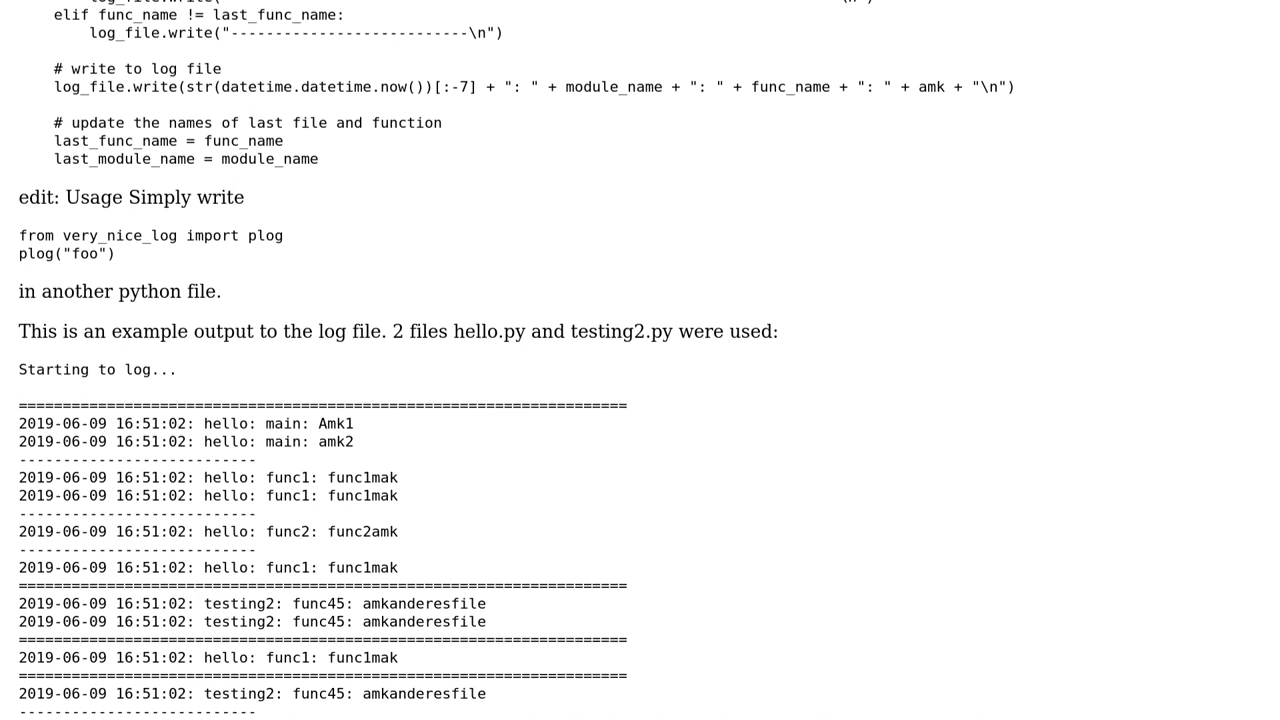 elif func_name != last_func_name:
log_file.write("---------------------------\n")
# write to log file
log_file.write(str(datetime.datetime.now())[:-7] + ": " + module_name + ": " + func_name + ": " + amk + "\n")
# update the names of last file and function
last_func_name = func_name
last_module_name = module_name
edit: Usage Simply write
from very_nice_log import plog
plog("foo")
in another python file.
This is an example output to the log file. 2 files hello.py and testing2.py were used:
Starting to log...
=====================================================================
2019-06-09 16:51:02: hello: main: Amk1
2019-06-09 16:51:02: hello: main: amk2
---------------------------
2019-06-09 16:51:02: hello: func1: func1mak
2019-06-09 16:51:02: hello: func1: func1mak
---------------------------
2019-06-09 16:51:02: hello: func2: func2amk
---------------------------
2019-06-09 16:51:02: hello: func1: func1mak
=====================================================================
2019-06-09 16:51:02: testing2: func45: amkanderesfile
2019-06-09 16:51:02: testing2: func45: amkanderesfile
=====================================================================
2019-06-09 16:51:02: hello: func1: func1mak
=====================================================================
2019-06-09 16:51:02: testing2: func45: amkanderesfile
---------------------------